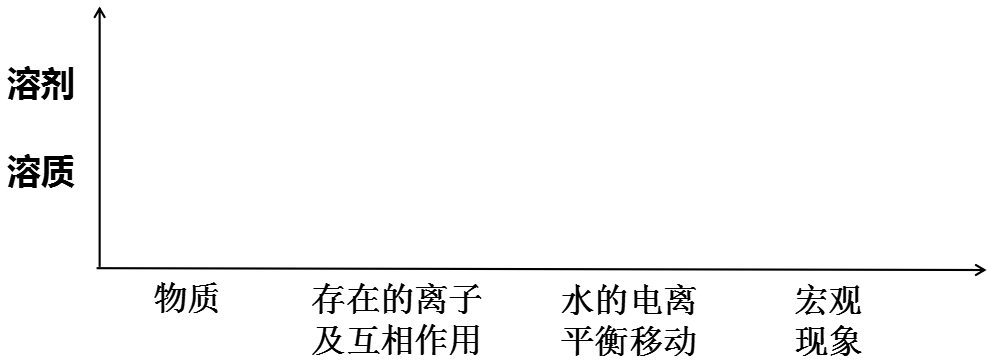 溶剂
溶质
物质
存在的离子
及互相作用
水的电离
平衡移动
宏观
现象